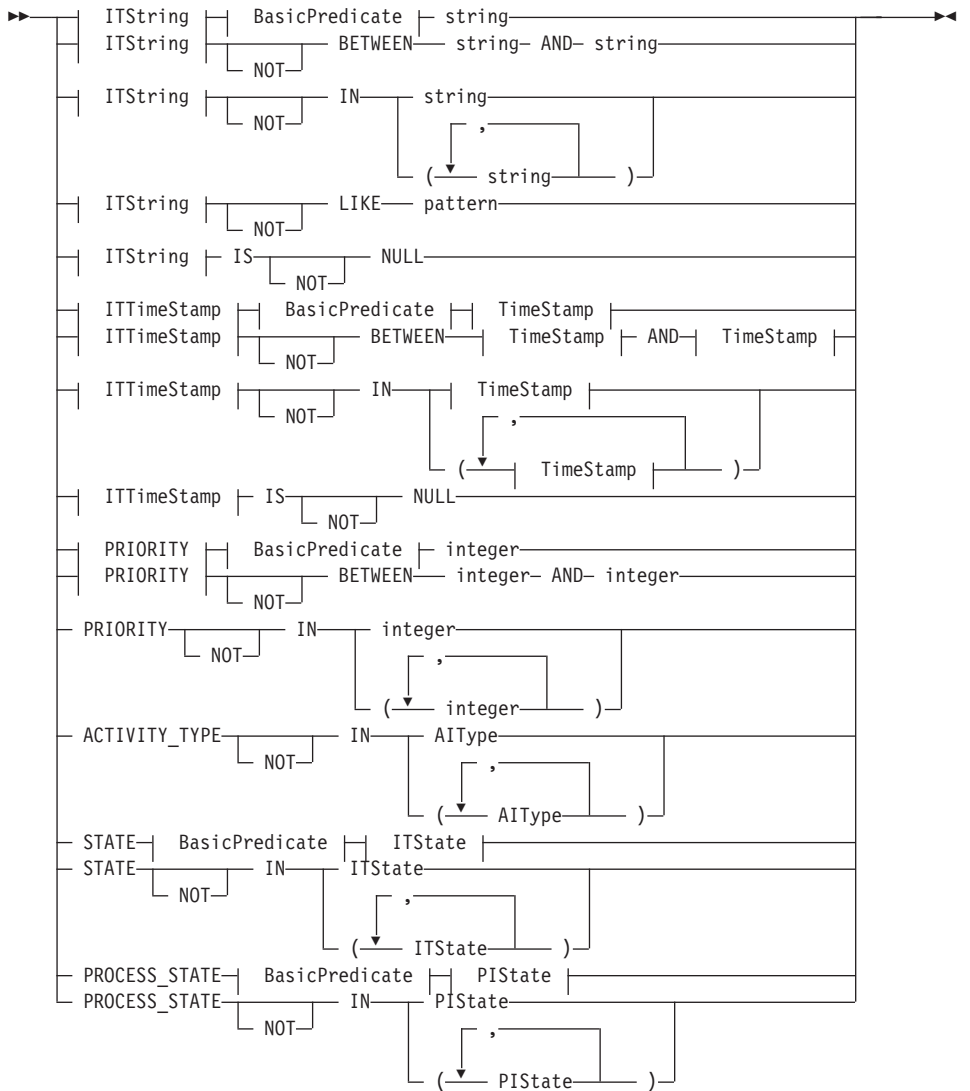 ITString BasicPredicate string
ITString BETWEEN string AND string
NOT
ITString IN string
NOT ,
( string )
ITString LIKE pattern
NOT
ITString IS NULL
NOT
ITTimeStamp BasicPredicate TimeStamp
ITTimeStamp BETWEEN TimeStamp AND TimeStamp
NOT
ITTimeStamp IN TimeStamp
NOT ,
( TimeStamp )
ITTimeStamp IS NULL
NOT
PRIORITY BasicPredicate integer
PRIORITY BETWEEN integer AND integer
NOT
PRIORITY IN integer
NOT ,
( integer )
ACTIVITY_TYPE IN AIType
NOT ,
( AIType )
STATE BasicPredicate ITState
STATE IN ITState
NOT ,
( ITState )
PROCESS_STATE BasicPredicate PIState
PROCESS_STATE IN PIState
NOT ,
( PIState )